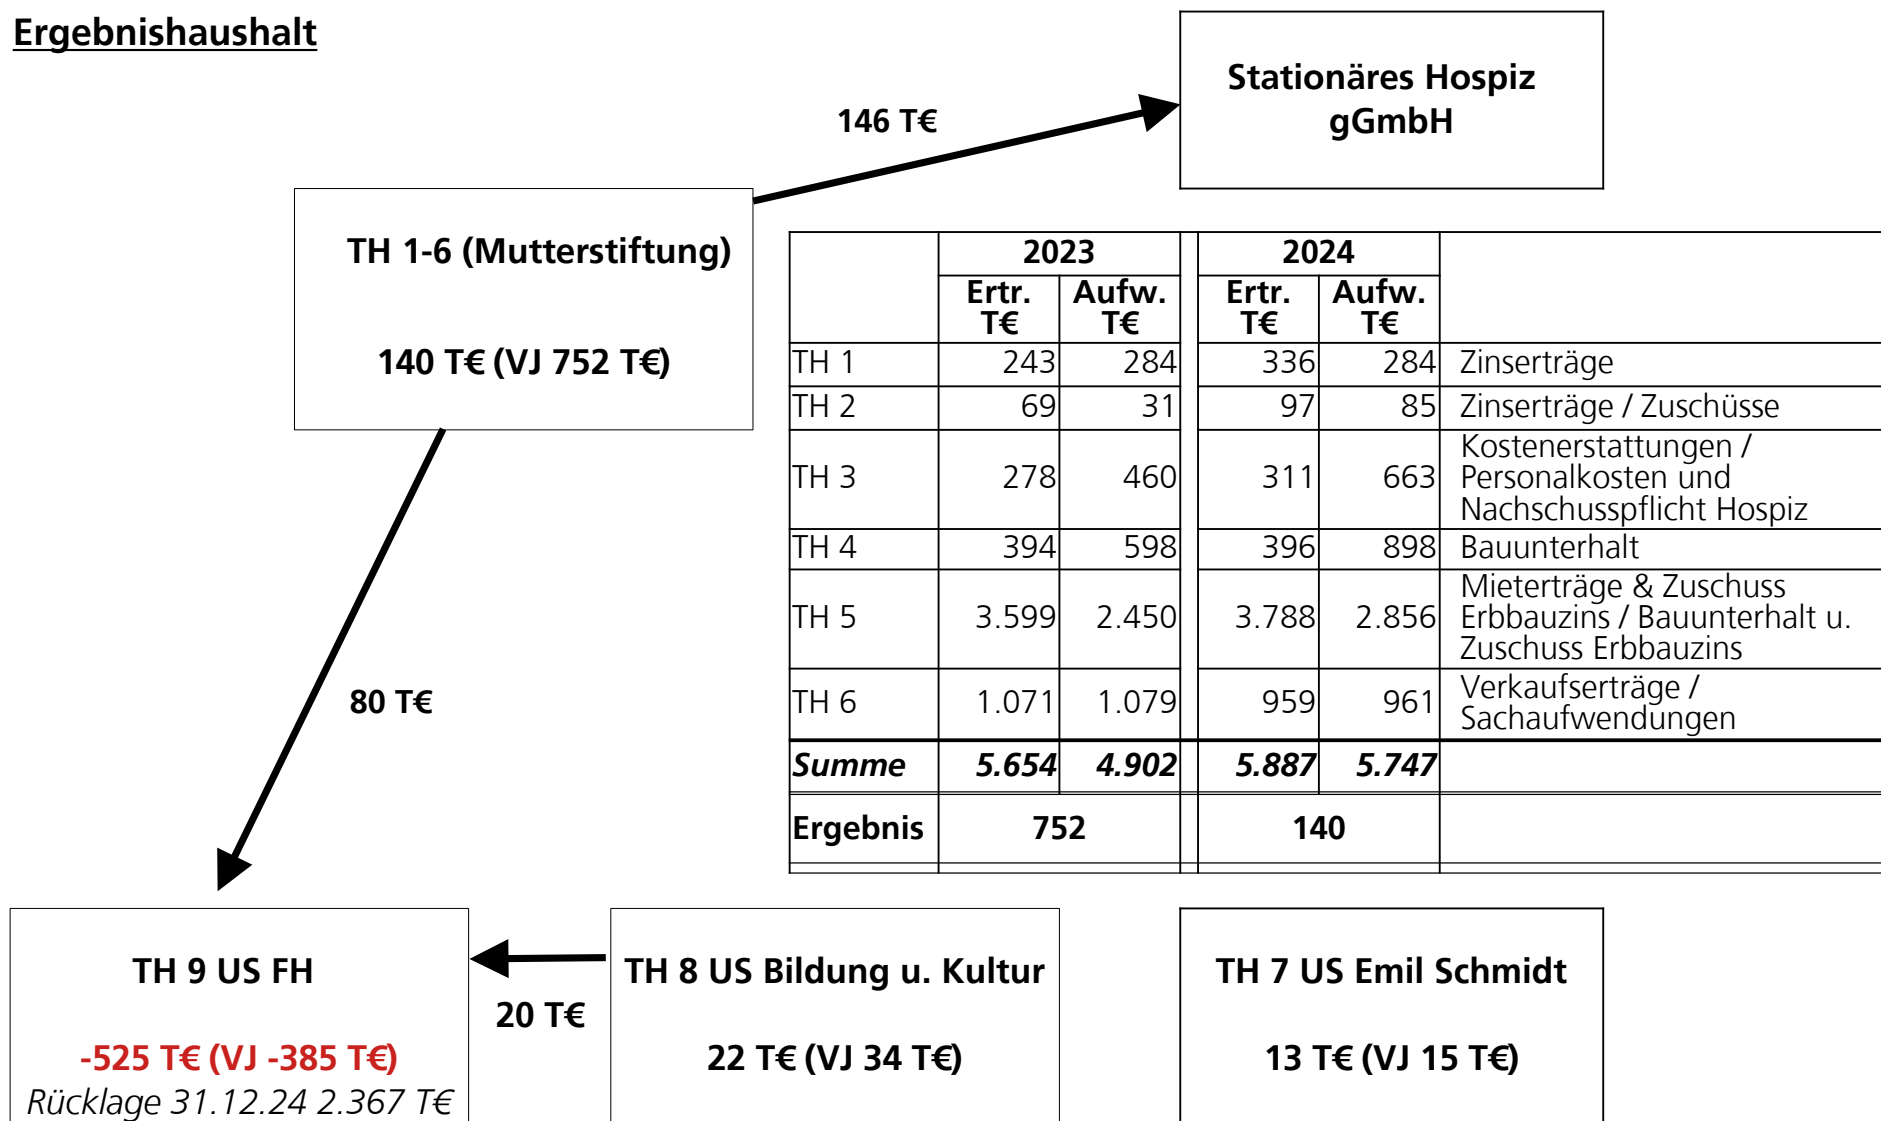 Ergebnishaushalt
Stationäres Hospiz
gGmbH
146 T€
TH 1-6 (Mutterstiftung)
140 T€ (VJ 752 T€)
2023 2024
Ertr. Aufw. Ertr. Aufw.
T€ T€ T€ T€
TH 1 243 284 336 284 Zinserträge
TH 2 69 31 97 85 Zinserträge / Zuschüsse
Kostenerstattungen /
TH 3 278 460 311 663 Personalkosten und
Nachschusspflicht Hospiz
TH 4 394 598 396 898 Bauunterhalt
Mieterträge & Zuschuss
TH 5 3.599 2.450 3.788 2.856 Erbbauzins / Bauunterhalt u.
Zuschuss Erbbauzins
Verkaufserträge /
TH 6 1.071 1.079 959 961 Sachaufwendungen
Summe 5.654 4.902 5.887 5.747
Ergebnis 752 140
80 T€
TH 9 US FH
-525 T€ (VJ -385 T€)
Rücklage 31.12.24 2.367 T€
20 T€
TH 8 US Bildung u. Kultur
22 T€ (VJ 34 T€)
TH 7 US Emil Schmidt
13 T€ (VJ 15 T€)